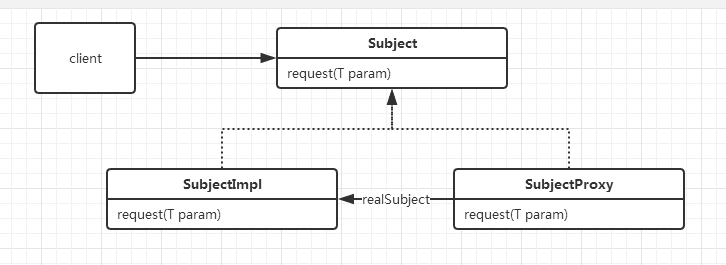 client
Subject
request(T param)
SubjectImpl
request(T param)
realSubject
SubjectProxy
request(T param)